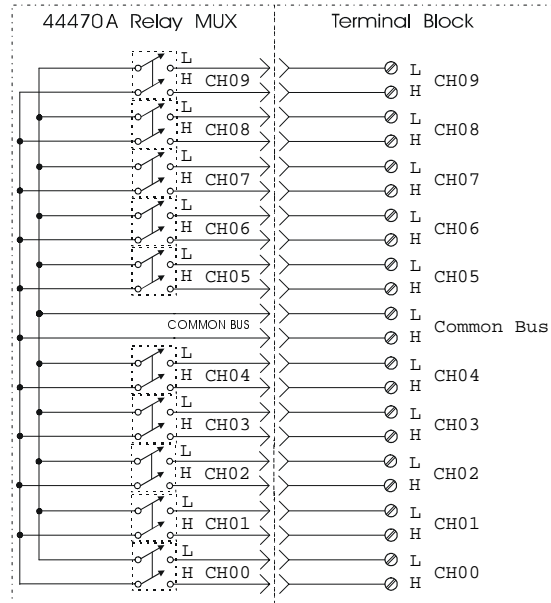 44470A Relay MUX Terminal Block
L L
H CH09 H CH09
L L
H CH08 H CH08
L L
H CH07 H CH07
L L
H CH06 H CH06
L L
H CH05 H CH05
L
COMMON BUS H Common Bus
L L
H CH04 H CH04
L L
H CH03 H CH03
L L
H CH02 H CH02
L L
H CH01 H CH01
L L
H CH00 H CH00